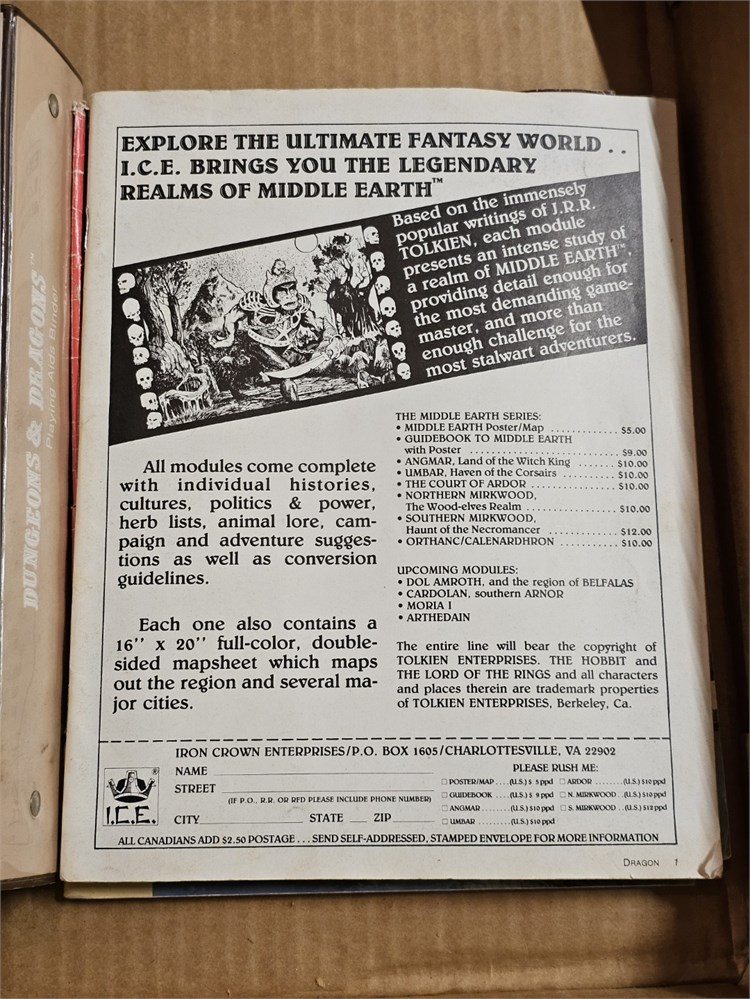 EXPLORE THE ULTIMATE FANTASY WORLD . .
I.C.E. BRINGS YOU THE LEGENDARY
REALMS OF MIDDLE EARTH™
Based on the immensely
popular writings of J.R.R.
TOLKIEN, each module
presents an intense study of
a realm of MIDDLE EARTH™,
providing detail enough for
the most demanding game-
master, and more than
enough challenge for the
most stalwart adventurers.
All modules come complete
with individual histories,
cultures, politics & power,
herb lists, animal lore, cam-
paign and adventure sugges-
tions as well as conversion
guidelines.
Each one also contains a
16" x 20" full-color, double-
sided mapsheet which maps
out the region and several ma-
jor cities.
THE MIDDLE EARTH SERIES:
• MIDDLE EARTH Poster/Map ............ $5.00
• GUIDEBOOK TO MIDDLE EARTH
with Poster .................... $9.00
• ANGMAR, Land of the Witch King ...... $10.00
• UMBAR, Haven of the Corsairs ........ $10.00
• THE COURT OF ARDOR ............... $10.00
• NORTHERN MIRKWOOD,
The Wood-elves Realm .............. $10.00
• SOUTHERN MIRKWOOD,
Haunt of the Necromancer ........... $12.00
• ORTHANC/CALENARDHRON .......... $10.00
UPCOMING MODULES:
• DOL AMROTH, and the region of BELFALAS
• CARDOLAN, southern ARNOR
• MORIA I
• ARTHEDAIN
The entire line will bear the copyright of
TOLKIEN ENTERPRISES. THE HOBBIT and
THE LORD OF THE RINGS and all characters
and places therein are trademark properties
of TOLKIEN ENTERPRISES, Berkeley, Ca.
IRON CROWN ENTERPRISES/P.O. BOX 1605/CHARLOTTESVILLE, VA 22902
I.C.E.®
NAME
STREET
(IF P.O., R.R. OR RFD PLEASE INCLUDE PHONE NUMBER)
CITY STATE ZIP
PLEASE RUSH ME:
□ POSTER/MAP ....(U.S.) $ 5 ppd □ ARDOR .........(U.S.) $10 ppd
□ GUIDEBOOK ....(U.S.) $ 9 ppd □ N. MIRKWOOD..(U.S.) $10 ppd
□ ANGMAR ........(U.S.) $10 ppd □ S. MIRKWOOD ..(U.S.) $12 ppd
□ UMBAR .........(U.S.) $10 ppd
ALL CANADIANS ADD $2.50 POSTAGE . . . SEND SELF-ADDRESSED, STAMPED ENVELOPE FOR MORE INFORMATION
DRAGON 1
DUNGEONS & DRAGONS™
Playing Aids Binder